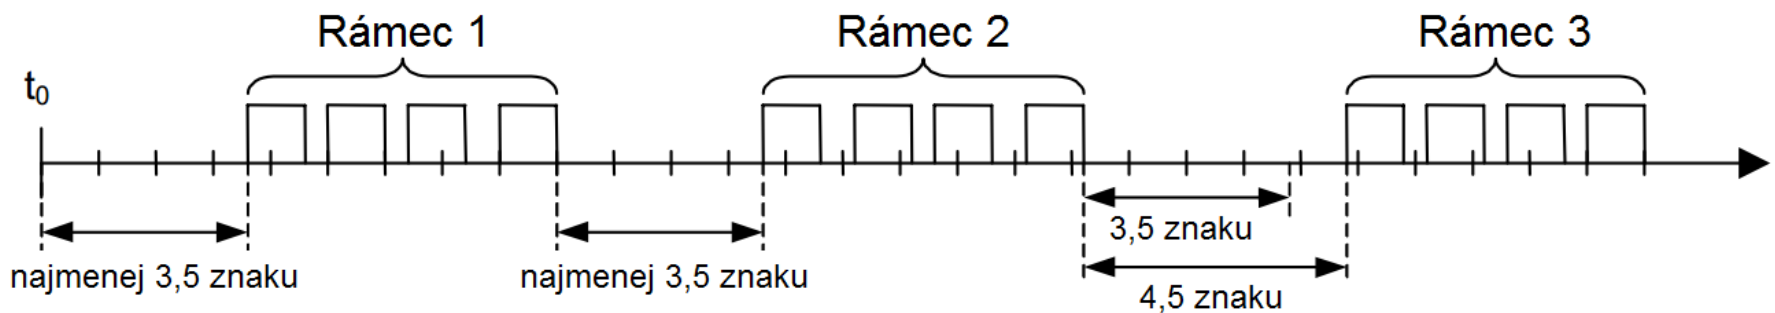 Rámec 1
Rámec 2
Rámec 3
t₀
najmenej 3,5 znaku
najmenej 3,5 znaku
3,5 znaku
4,5 znaku